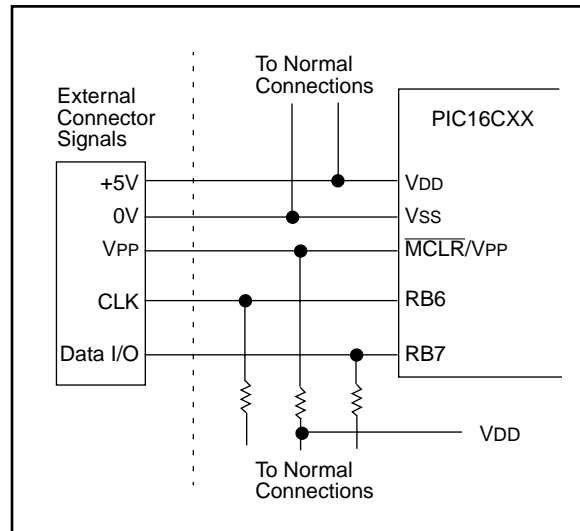 To Normal
Connections
External
Connector
Signals
PIC16CXX
+5V
VDD
0V
VSS
VPP
MCLR/VPP
CLK
RB6
Data I/O
RB7
VDD
To Normal
Connections